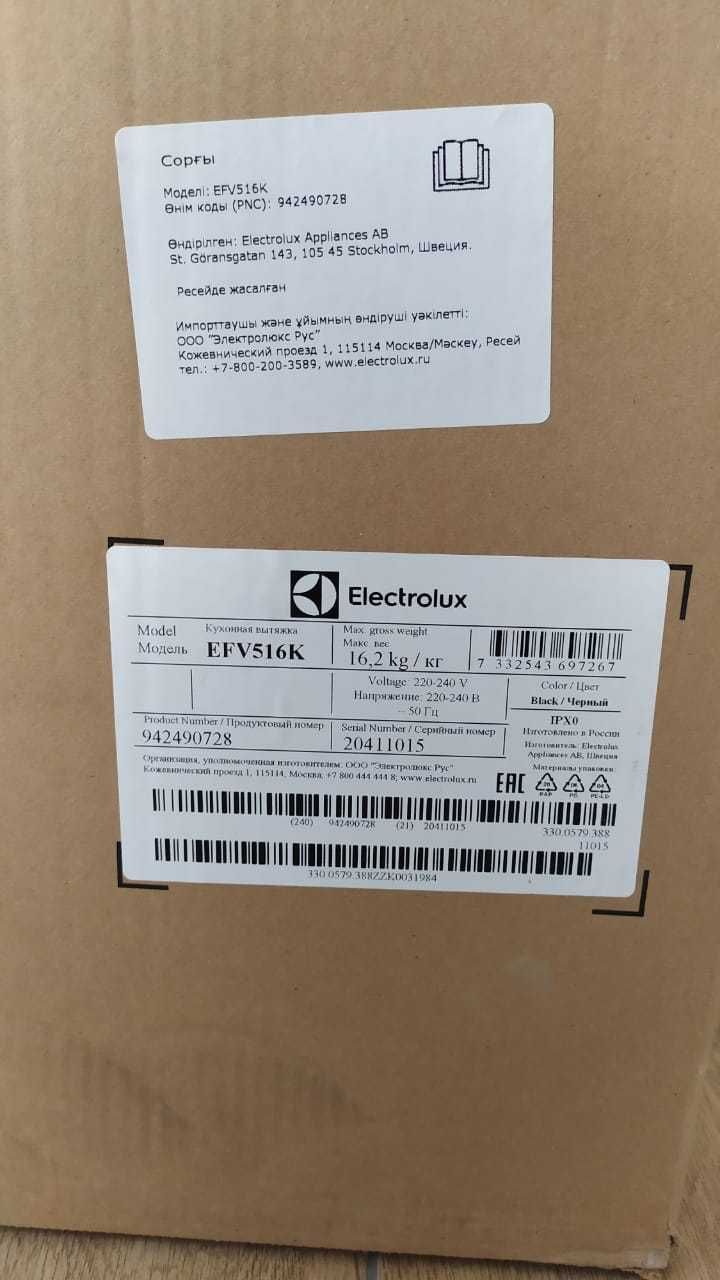 Сорғы
Моделі: EFV516K
Өнім коды (PNC): 942490728
Өндірілген: Electrolux Appliances AB
St. Göransgatan 143, 105 45 Stockholm, Швеция.
Ресейде жасалған
Импорттаушы және ұйымның өндіруші уәкілетті:
ООО "Электролюкс Рус"
Кожевнический проезд 1, 115114 Москва/Мәскеу, Ресей
тел.: +7-800-200-3589, www.electrolux.ru
Electrolux
Model
Модель
Кухонная вытяжка
EFV516K
Max. gross weight
Макс вес
16,2 kg / кг
7 332543 697267
Voltage: 220-240 V
Напряжение: 220-240 В
~ 50 Гц
Color / Цвет
Black / Черный
IPX0
Изготовлено в России
Изготовитель: Electrolux
Appliances AB, Швеция
Материалы упаковки:
Product Number / Продуктовый номер
942490728
Serial Number / Серийный номер
20411015
Организация, уполномоченная изготовителем: ООО "Электролюкс Рус"
Кожевнический проезд 1, 115114, Москва, +7 800 444 444 8; www.electrolux.ru
EAC
PAP
PS
PE-LD
(240) 942490728 (21) 20411015
330.0579.388
11015
330.0579.388ZZK0031984